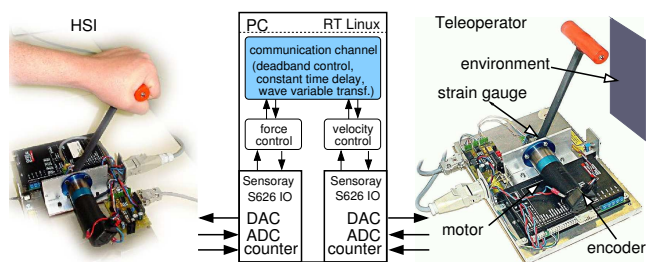 HSI
PC
RT Linux
communication channel
(deadband control,
constant time delay,
wave variable transf.)
force
control
velocity
control
Sensoray
S626 IO
DAC
ADC
counter
Sensoray
S626 IO
DAC
ADC
counter
Teleoperator
environment
strain gauge
motor
encoder